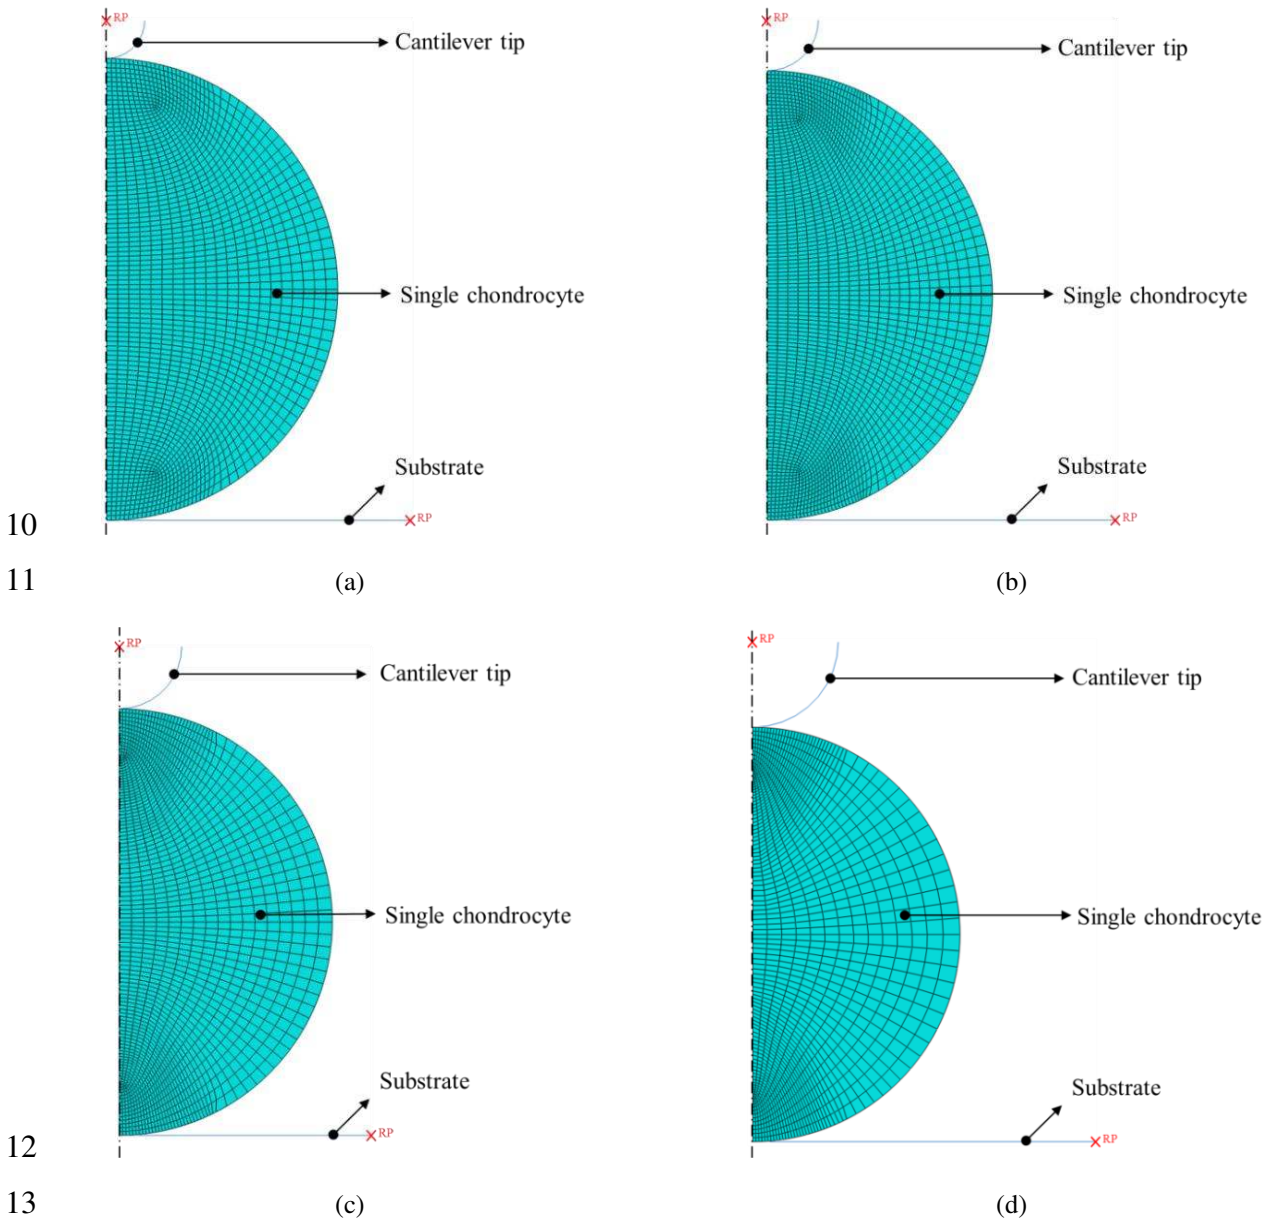 RP RP
Cantilever tip Cantilever tip
Single chondrocyte Single chondrocyte
Substrate Substrate
10 RP RP
11 (a) (b)
RP RP
Cantilever tip Cantilever tip
Single chondrocyte Single chondrocyte
Substrate Substrate
12 RP RP
13 (c) (d)